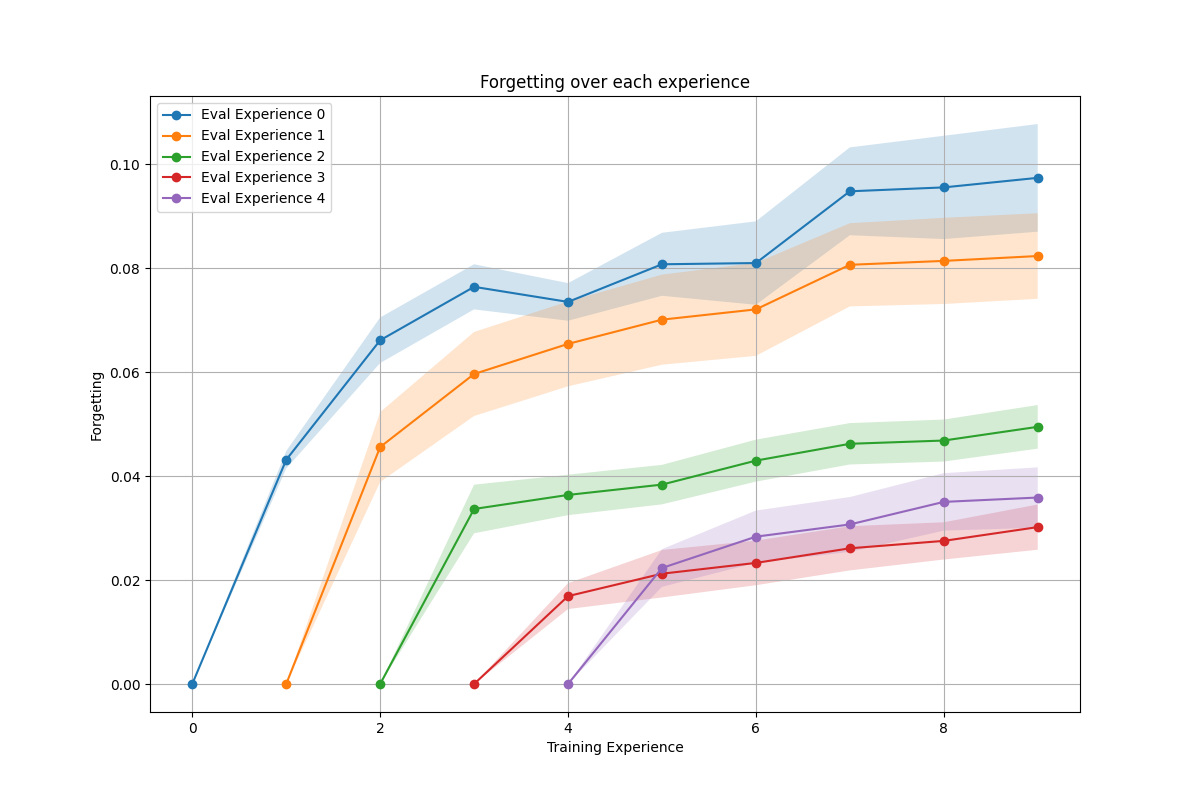 Forgetting over each experience
Eval Experience 0
Eval Experience 1
Eval Experience 2
Eval Experience 3
Eval Experience 4
Forgetting
0.10
0.08
0.06
0.04
0.02
0.00
0 2 4 6 8
Training Experience